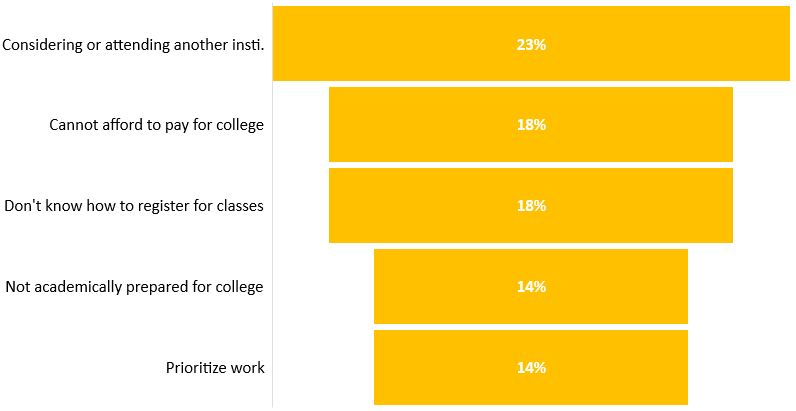 Considering or attending another insti.
23%
Cannot afford to pay for college
18%
Don't know how to register for classes
18%
Not academically prepared for college
14%
Prioritize work
14%